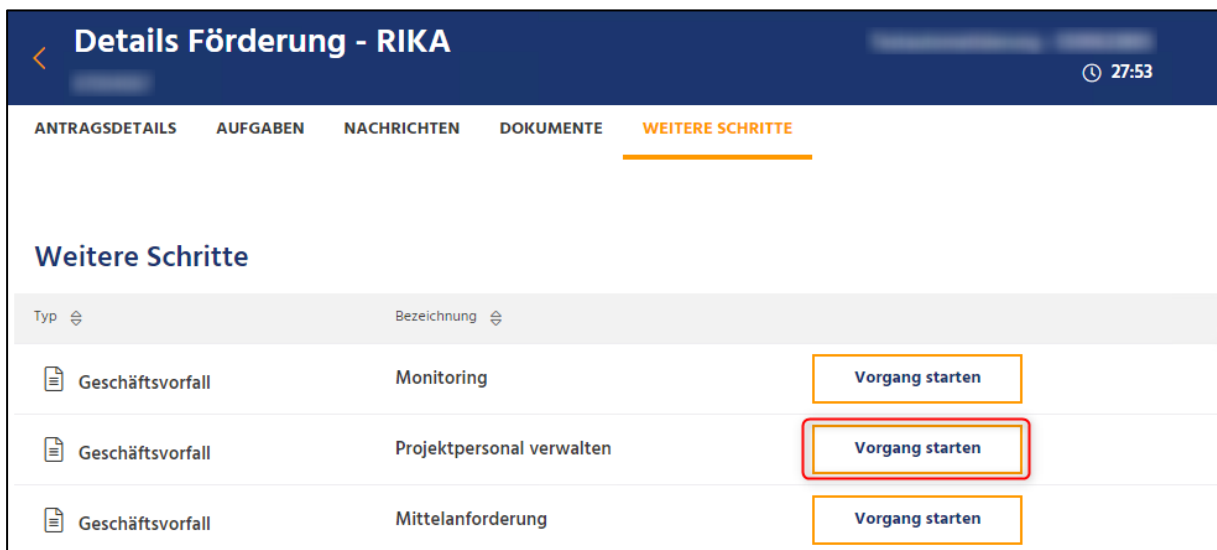 Details Förderung - RIKA
27:53
ANTRAGSDETAILS AUFGABEN NACHRICHTEN DOKUMENTE WEITERE SCHRITTE
Weitere Schritte
Typ Bezeichnung
Geschäftsvorfall Monitoring Vorgang starten
Geschäftsvorfall Projektpersonal verwalten Vorgang starten
Geschäftsvorfall Mittelanforderung Vorgang starten